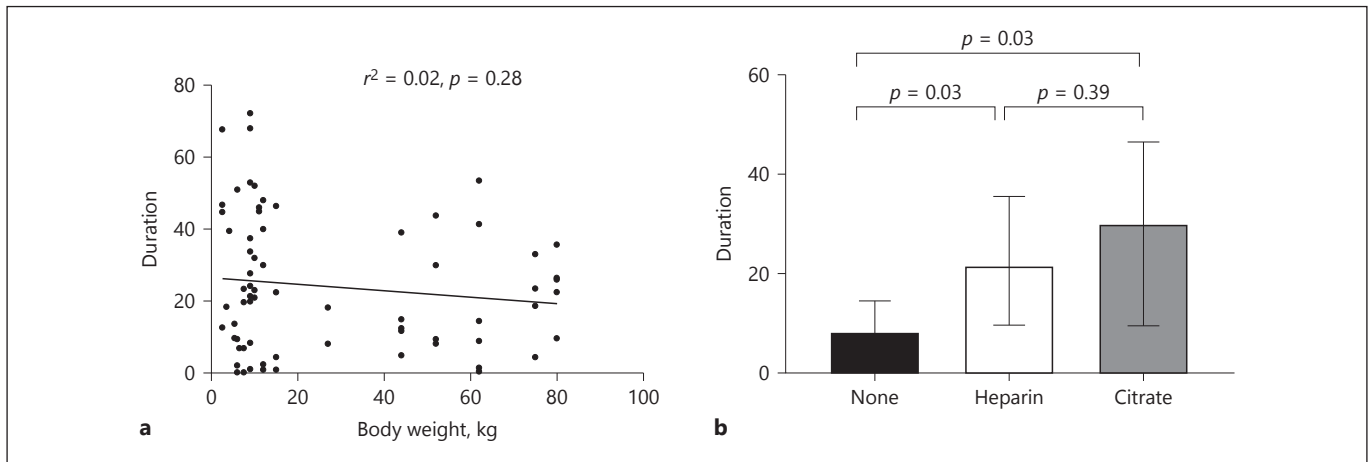 r² = 0.02, p = 0.28
80
60
40
20
0
Duration
0 20 40 60 80 100
Body weight, kg
a
p = 0.03
p = 0.03 p = 0.39
60
40
20
0
Duration
None Heparin Citrate
b